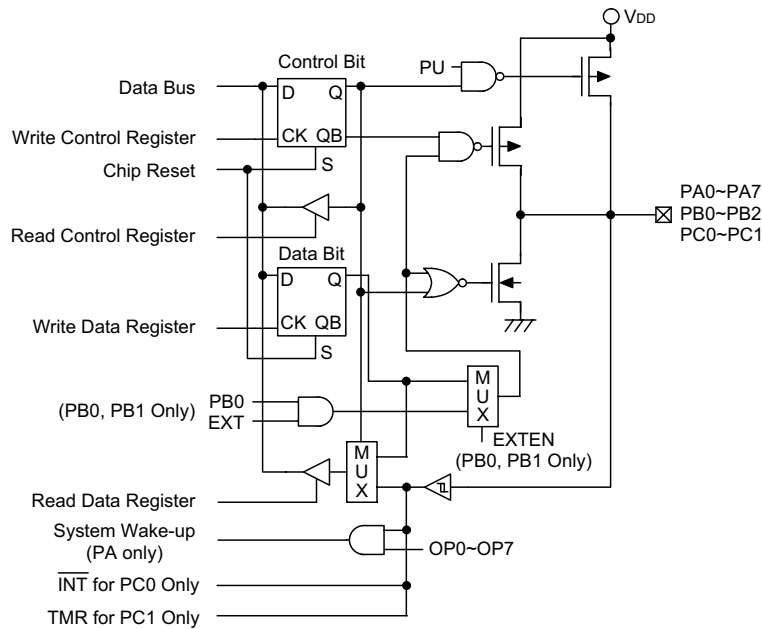 VDD
Control Bit
PU
Data Bus
D Q
Write Control Register
CK QB
Chip Reset
S
PA0~PA7
PB0~PB2
PC0~PC1
Read Control Register
Data Bit
D Q
Write Data Register
CK QB
S
M
U
X
(PB0, PB1 Only)
PB0
EXT
EXTEN
(PB0, PB1 Only)
M
U
X
Read Data Register
System Wake-up
(PA only)
OP0~OP7
INT for PC0 Only
TMR for PC1 Only